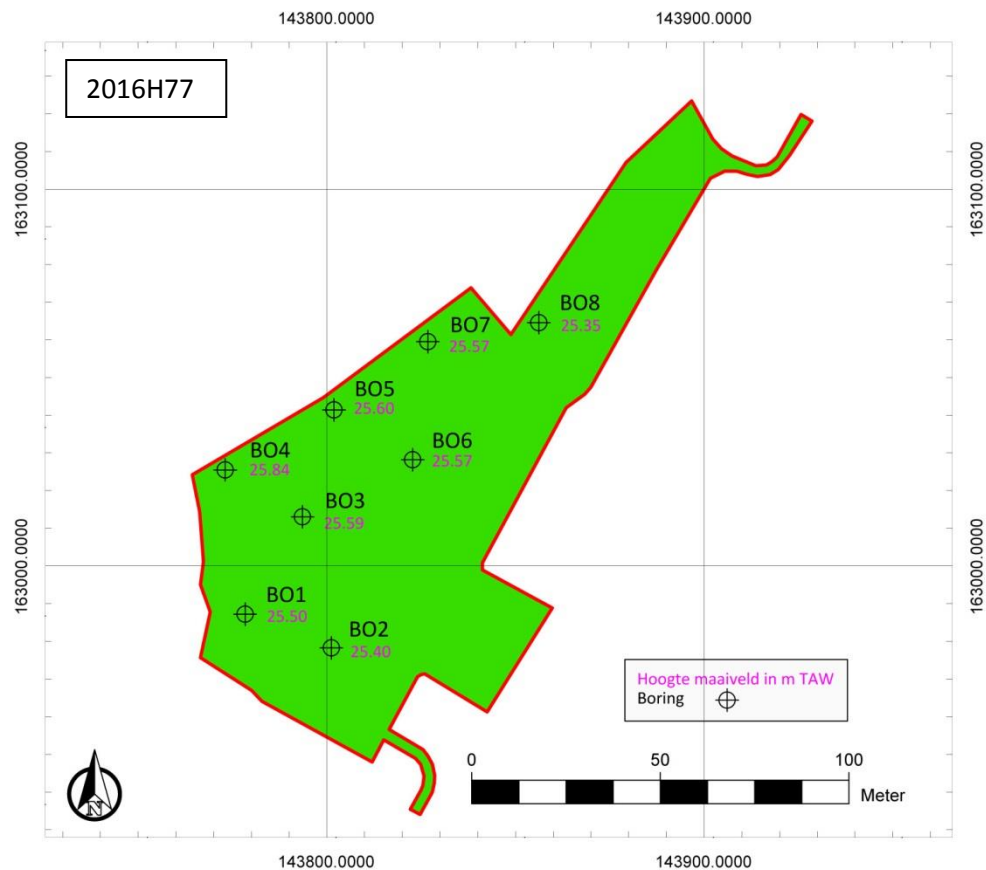 143800.0000 143900.0000
2016H77
163100.0000 163100.0000
BO8
25.35
BO7
25.57
BO5
25.60
BO6
25.57
BO4
25.84
BO3
25.59
163000.0000 163000.0000
BO1
25.50
BO2
25.40
Hoogte maaiveld in m TAW
Boring
0 50 100
Meter
N
143800.0000 143900.0000